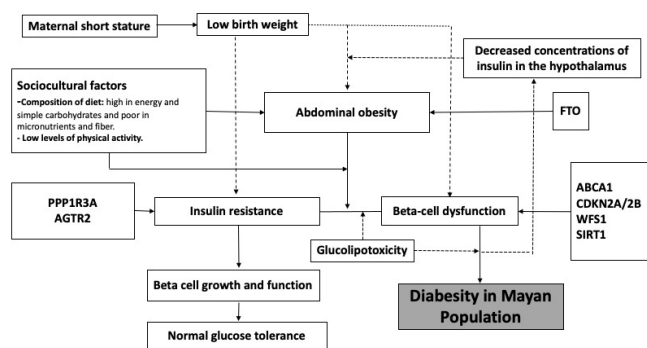 Maternal short stature
Low birth weight
Decreased concentrations of
insulin in the hypothalamus
Sociocultural factors
-Composition of diet: high in energy and
simple carbohydrates and poor in
micronutrients and fiber.
- Low levels of physical activity.
Abdominal obesity
FTO
PPP1R3A
AGTR2
Insulin resistance
Beta-cell dysfunction
ABCA1
CDKN2A/2B
WFS1
SIRT1
Glucolipotoxicity
Beta cell growth and function
Diabesity in Mayan
Population
Normal glucose tolerance